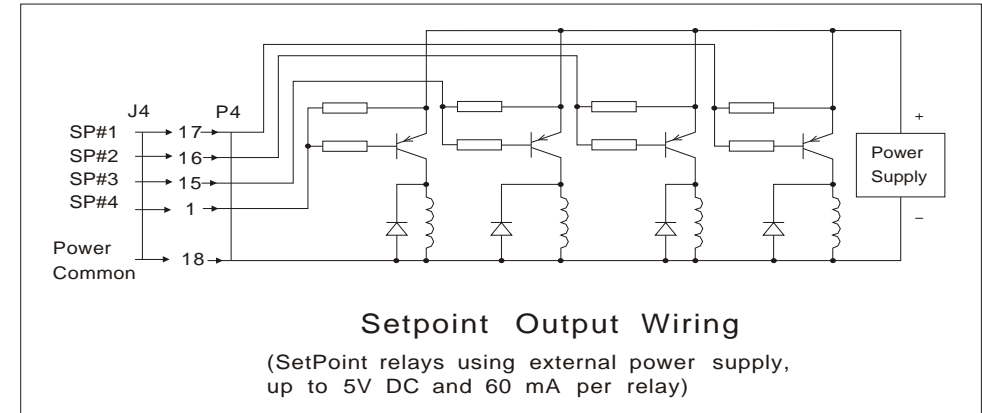 J4 P4
SP#1 17
SP#2 16
SP#3 15
SP#4 1
Power
Common 18
+
Power
Supply
−
Setpoint Output Wiring
(SetPoint relays using external power supply,
up to 5V DC and 60 mA per relay)